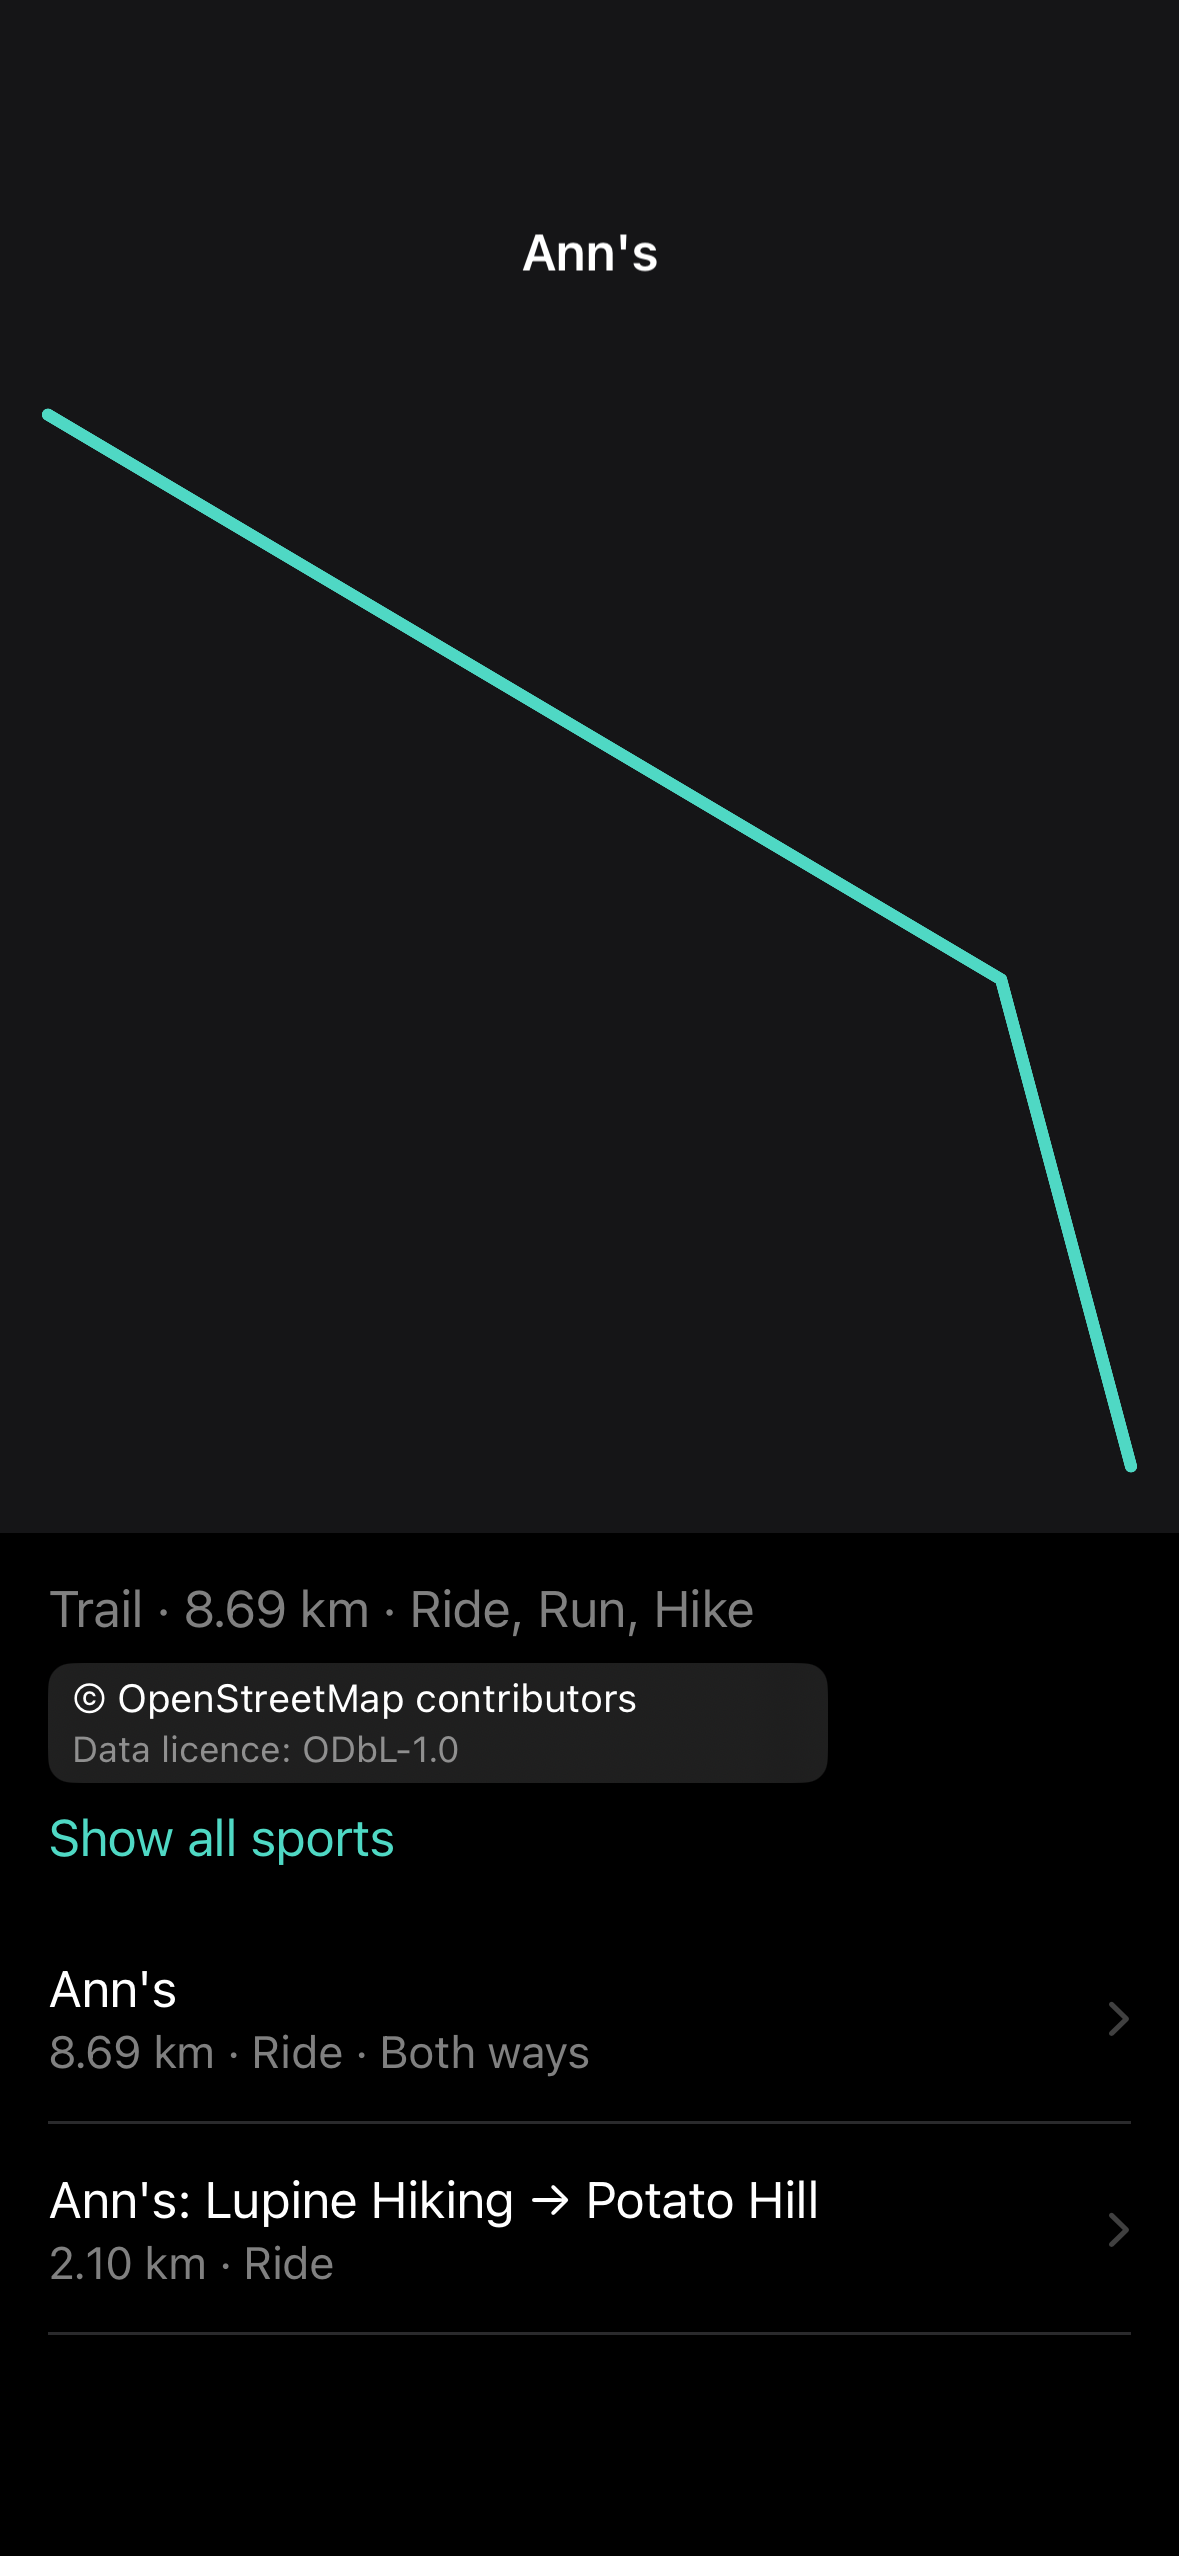 Ann's
Trail · 8.69 km · Ride, Run, Hike
© OpenStreetMap contributors
Data licence: ODbL-1.0
Show all sports
Ann's
8.69 km · Ride · Both ways
Ann's: Lupine Hiking → Potato Hill
2.10 km · Ride